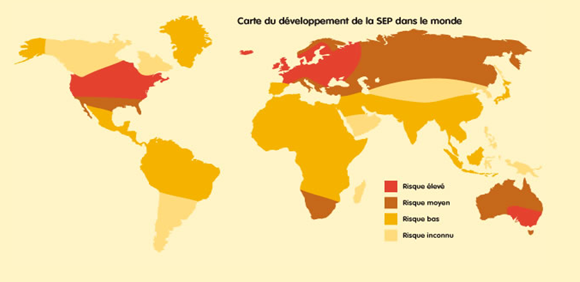 Carte du développement de la SEP dans le monde
Risque élevé
Risque moyen
Risque bas
Risque inconnu